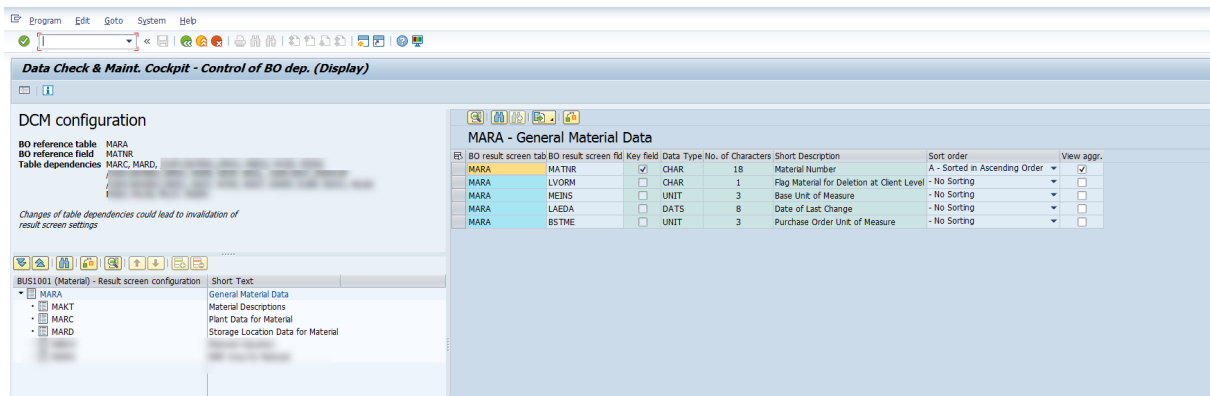 Program Edit Goto System Help
Data Check & Maint. Cockpit - Control of BO dep. (Display)
DCM configuration
BO reference table MARA
BO reference field MATNR
Table dependencies MARC, MARD,
Changes of table dependencies could lead to invalidation of
result screen settings
BUS1001 (Material) - Result screen configuration Short Text
MARA General Material Data
MAKT Material Descriptions
MARC Plant Data for Material
MARD Storage Location Data for Material
MARA - General Material Data
BO result screen tab BO result screen fld Key field Data Type No. of Characters Short Description Sort order View aggr.
MARA MATNR CHAR 18 Material Number A - Sorted in Ascending Order
MARA LVORM CHAR 1 Flag Material for Deletion at Client Level - No Sorting
MARA MEINS UNIT 3 Base Unit of Measure - No Sorting
MARA LAEDA DATS 8 Date of Last Change - No Sorting
MARA BSTME UNIT 3 Purchase Order Unit of Measure - No Sorting